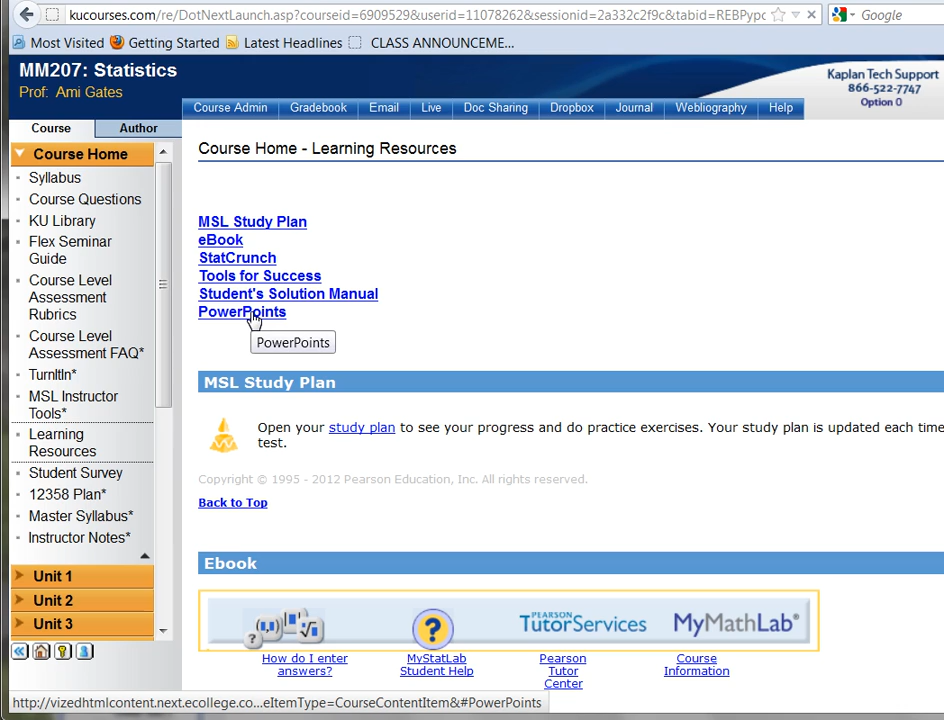 kucourses.com/re/DotNextLaunch.asp?courseid=6909529&userid=11078262&sessionid=2a332c2f9c&tabid=REBPypc
Google
Most Visited Getting Started Latest Headlines CLASS ANNOUNCEME...
MM207: Statistics
Prof: Ami Gates
Kaplan Tech Support
866-522-7747
Option 0
Course Admin Gradebook Email Live Doc Sharing Dropbox Journal Webliography Help
Course Author
Course Home
Syllabus
Course Questions
KU Library
Flex Seminar
Guide
Course Level
Assessment
Rubrics
Course Level
Assessment FAQ*
TurnItIn*
MSL Instructor
Tools*
Learning
Resources
Student Survey
12358 Plan*
Master Syllabus*
Instructor Notes*
Unit 1
Unit 2
Unit 3
Course Home - Learning Resources
MSL Study Plan
eBook
StatCrunch
Tools for Success
Student's Solution Manual
PowerPoints
PowerPoints
MSL Study Plan
Open your study plan to see your progress and do practice exercises. Your study plan is updated each time
test.
Copyright © 1995 - 2012 Pearson Education, Inc. All rights reserved.
Back to Top
Ebook
PEARSON
TutorServices
MyMathLab®
How do I enter
answers?
MyStatLab
Student Help
Pearson
Tutor
Center
Course
Information
http://vizedhtmlcontent.next.ecollege.co...eItemType=CourseContentItem&#PowerPoints